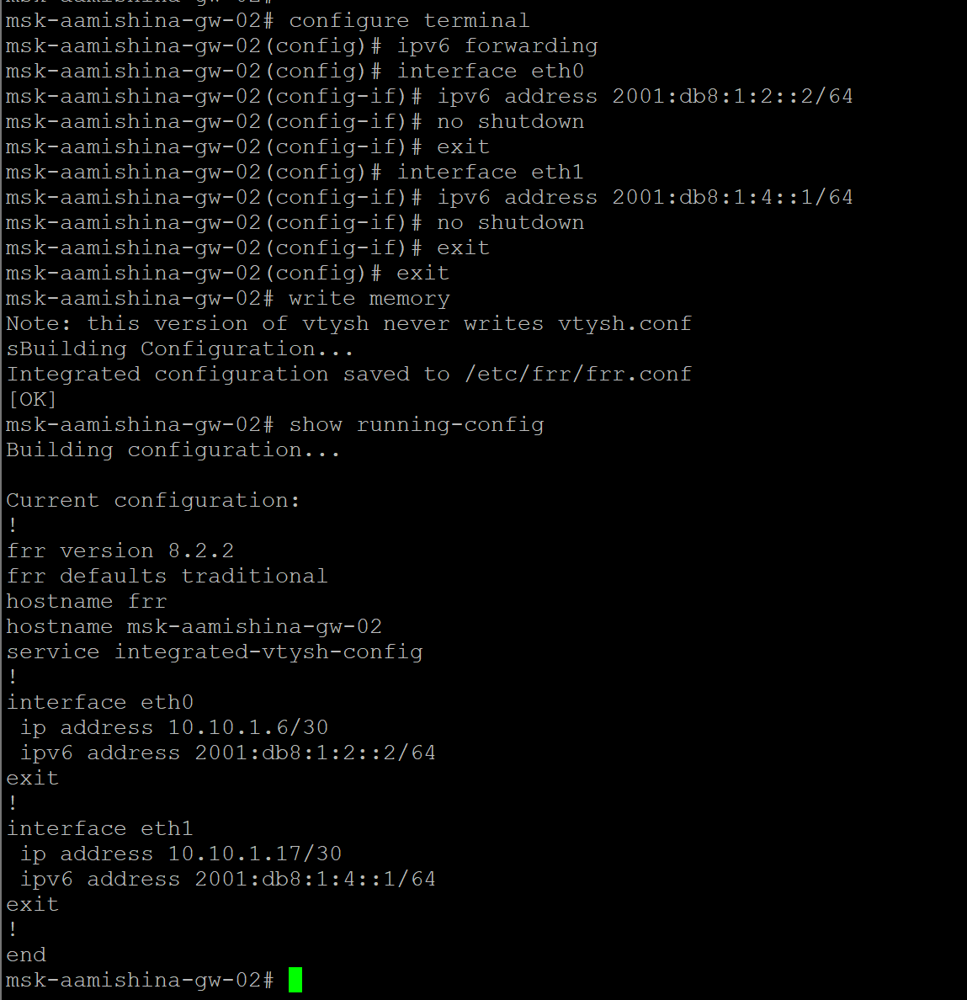 msk-aamishina-gw-02#
msk-aamishina-gw-02# configure terminal
msk-aamishina-gw-02(config)# ipv6 forwarding
msk-aamishina-gw-02(config)# interface eth0
msk-aamishina-gw-02(config-if)# ipv6 address 2001:db8:1:2::2/64
msk-aamishina-gw-02(config-if)# no shutdown
msk-aamishina-gw-02(config-if)# exit
msk-aamishina-gw-02(config)# interface eth1
msk-aamishina-gw-02(config-if)# ipv6 address 2001:db8:1:4::1/64
msk-aamishina-gw-02(config-if)# no shutdown
msk-aamishina-gw-02(config-if)# exit
msk-aamishina-gw-02(config)# exit
msk-aamishina-gw-02# write memory
Note: this version of vtysh never writes vtysh.conf
sBuilding Configuration...
Integrated configuration saved to /etc/frr/frr.conf
[OK]
msk-aamishina-gw-02# show running-config
Building configuration...

Current configuration:
!
frr version 8.2.2
frr defaults traditional
hostname frr
hostname msk-aamishina-gw-02
service integrated-vtysh-config
!
interface eth0
 ip address 10.10.1.6/30
 ipv6 address 2001:db8:1:2::2/64
exit
!
interface eth1
 ip address 10.10.1.17/30
 ipv6 address 2001:db8:1:4::1/64
exit
!
end
msk-aamishina-gw-02#